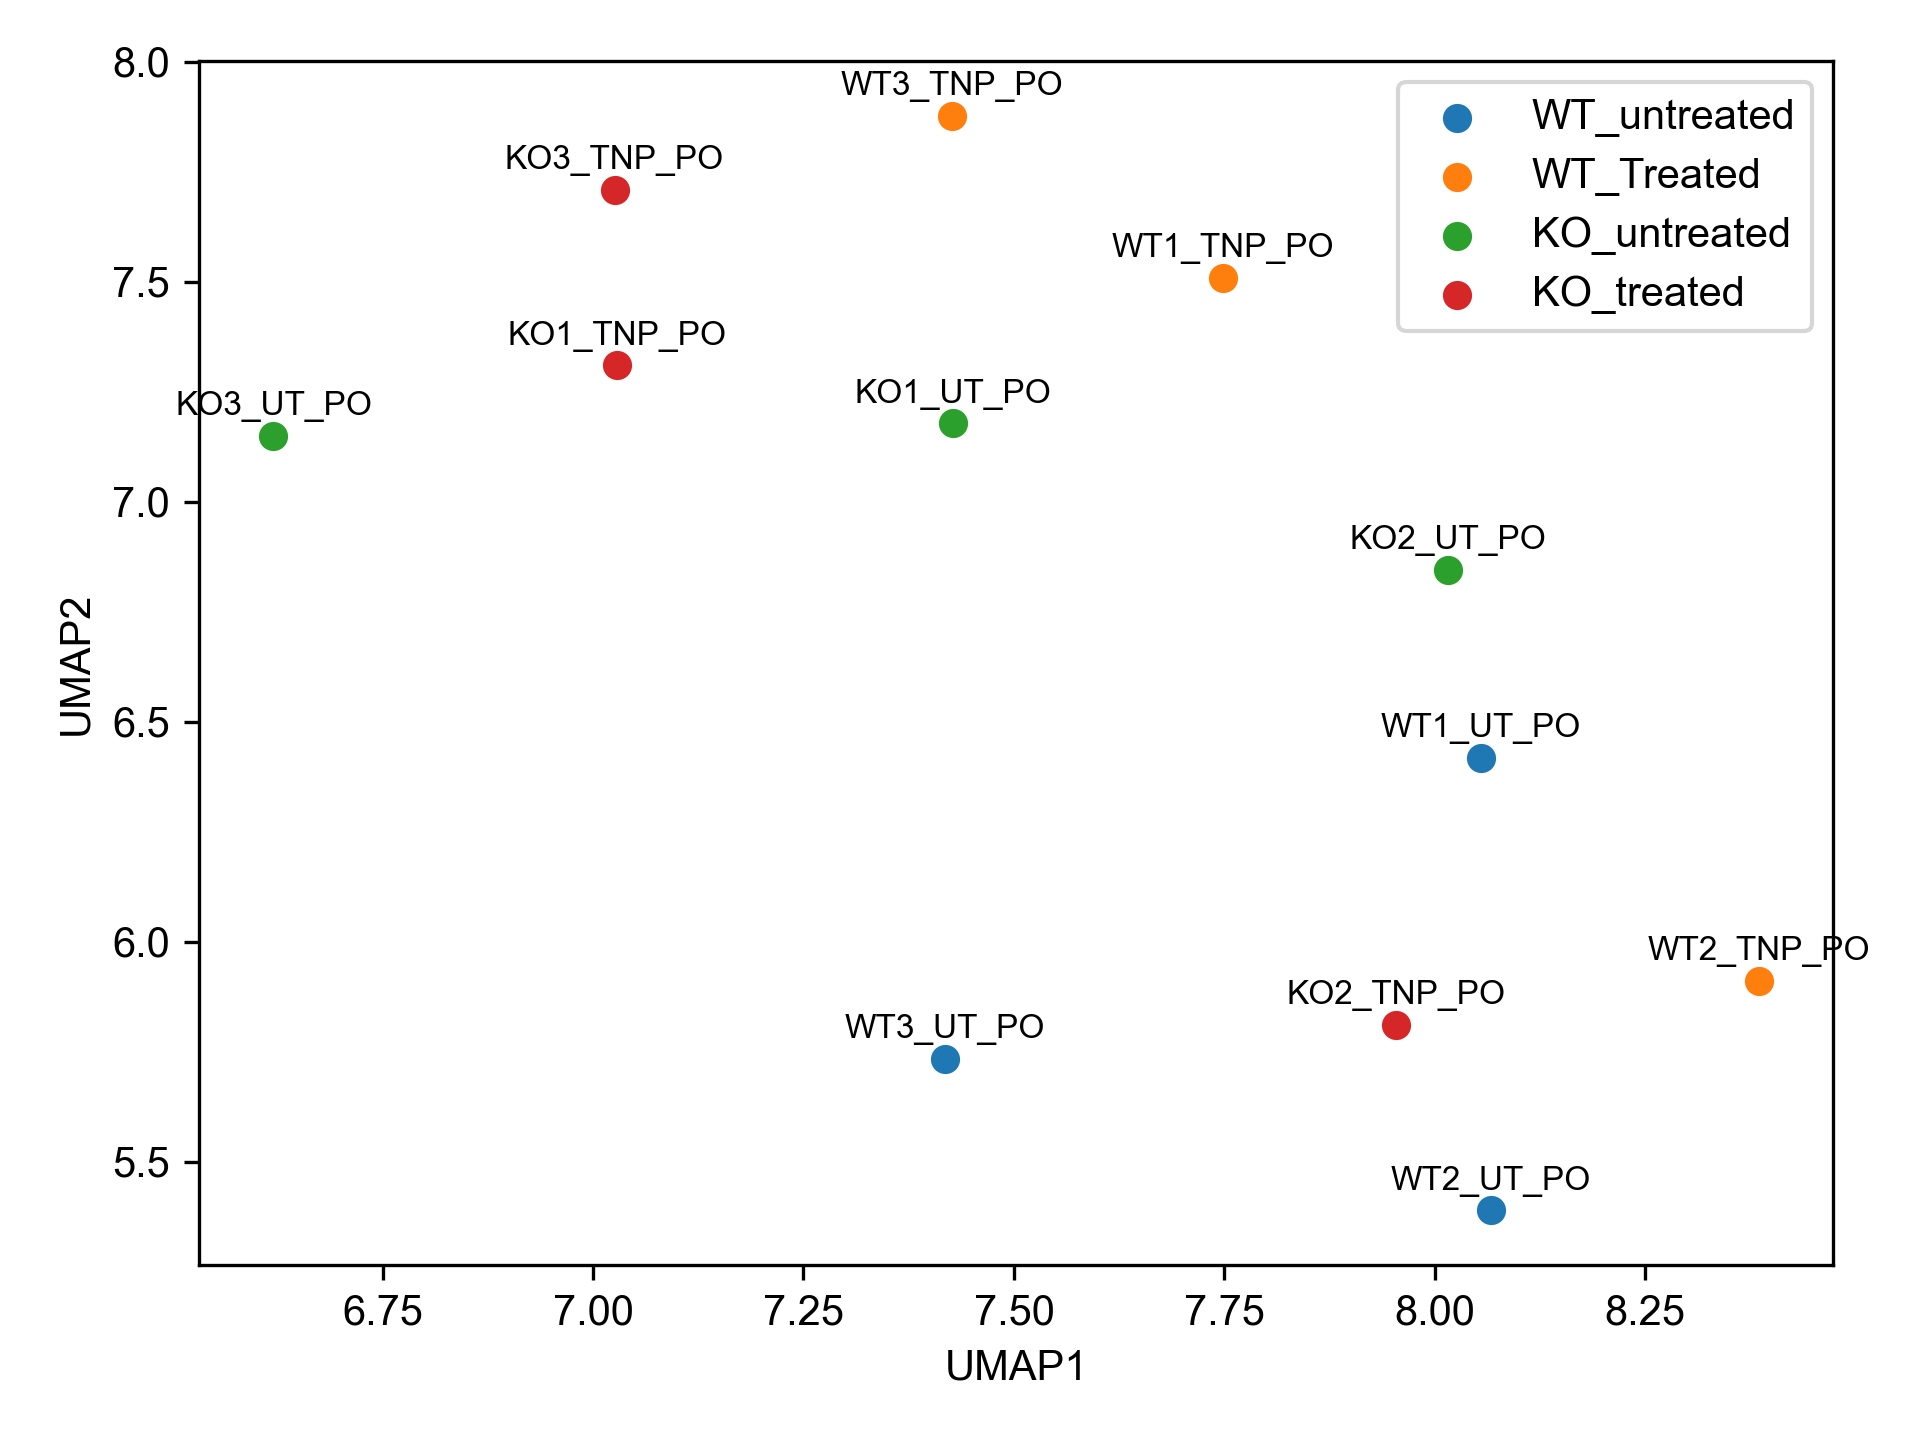 8.0
7.5
7.0
6.5
6.0
5.5
UMAP2
WT3_TNP_PO
KO3_TNP_PO
WT1_TNP_PO
KO1_TNP_PO
KO3_UT_PO
KO1_UT_PO
KO2_UT_PO
WT1_UT_PO
WT2_TNP_PO
KO2_TNP_PO
WT3_UT_PO
WT2_UT_PO
WT_untreated
WT_Treated
KO_untreated
KO_treated
6.75 7.00 7.25 7.50 7.75 8.00 8.25
UMAP1